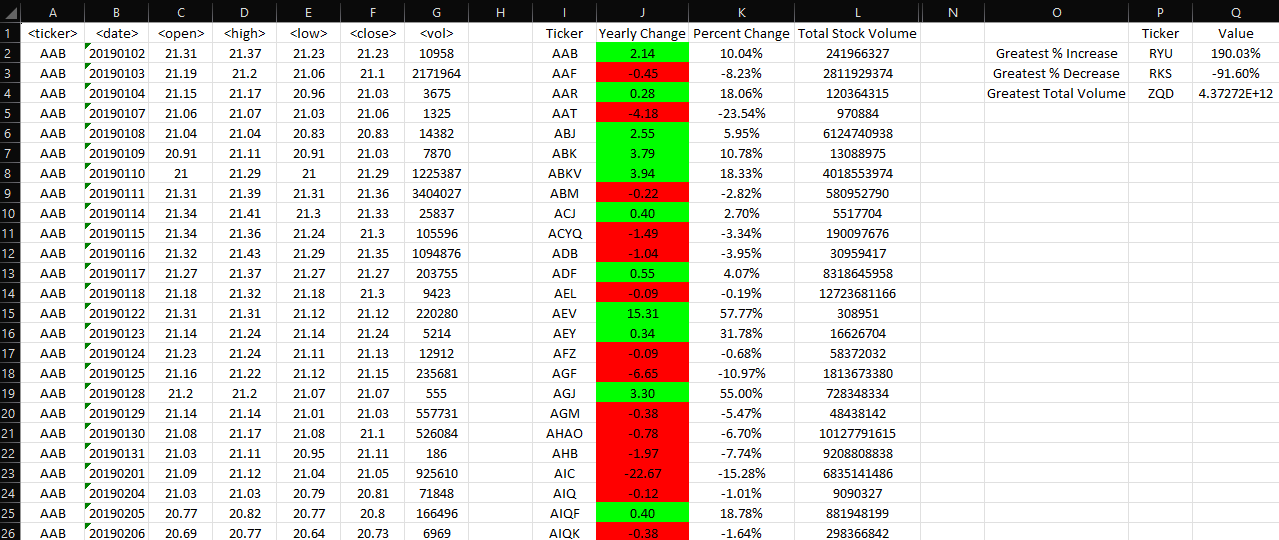 A B C D E F G H I J K L N O P Q
1 <ticker> <date> <open> <high> <low> <close> <vol> Ticker Yearly Change Percent Change Total Stock Volume Ticker Value
2 AAB 20190102 21.31 21.37 21.23 21.23 10958 AAB 2.14 10.04% 241966327 Greatest % Increase RYU 190.03%
3 AAB 20190103 21.19 21.2 21.06 21.1 2171964 AAF -0.45 -8.23% 2811929374 Greatest % Decrease RKS -91.60%
4 AAB 20190104 21.15 21.17 20.96 21.03 3675 AAR 0.28 18.06% 120364315 Greatest Total Volume ZQD 4.37272E+12
5 AAB 20190107 21.06 21.07 21.03 21.06 1325 AAT -4.18 -23.54% 970884
6 AAB 20190108 21.04 21.04 20.83 20.83 14382 ABJ 2.55 5.95% 6124740938
7 AAB 20190109 20.91 21.11 20.91 21.03 7870 ABK 3.79 10.78% 13088975
8 AAB 20190110 21 21.29 21 21.29 1225387 ABKV 3.94 18.33% 4018553974
9 AAB 20190111 21.31 21.39 21.31 21.36 3404027 ABM -0.22 -2.82% 580952790
10 AAB 20190114 21.34 21.41 21.3 21.33 25837 ACJ 0.40 2.70% 5517704
11 AAB 20190115 21.34 21.36 21.24 21.3 105596 ACYQ -1.49 -3.34% 190097676
12 AAB 20190116 21.32 21.43 21.29 21.35 1094876 ADB -1.04 -3.95% 30959417
13 AAB 20190117 21.27 21.37 21.27 21.27 203755 ADF 0.55 4.07% 8318645958
14 AAB 20190118 21.18 21.32 21.18 21.3 9423 AEL -0.09 -0.19% 12723681166
15 AAB 20190122 21.31 21.31 21.12 21.12 220280 AEV 15.31 57.77% 308951
16 AAB 20190123 21.14 21.24 21.14 21.24 5214 AEY 0.34 31.78% 16626704
17 AAB 20190124 21.23 21.24 21.11 21.13 12912 AFZ -0.09 -0.68% 58372032
18 AAB 20190125 21.16 21.22 21.12 21.15 235681 AGF -6.65 -10.97% 1813673380
19 AAB 20190128 21.2 21.2 21.07 21.07 555 AGJ 3.30 55.00% 728348334
20 AAB 20190129 21.14 21.14 21.01 21.03 557731 AGM -0.38 -5.47% 48438142
21 AAB 20190130 21.08 21.17 21.08 21.1 526084 AHAO -0.78 -6.70% 10127791615
22 AAB 20190131 21.03 21.11 20.95 21.11 186 AHB -1.97 -7.74% 9208808838
23 AAB 20190201 21.09 21.12 21.04 21.05 925610 AIC -22.67 -15.28% 6835141486
24 AAB 20190204 21.03 21.03 20.79 20.81 71848 AIQ -0.12 -1.01% 9090327
25 AAB 20190205 20.77 20.82 20.77 20.8 166496 AIQF 0.40 18.78% 881948199
26 AAB 20190206 20.69 20.77 20.64 20.73 6969 AIQK -0.38 -1.64% 298366842